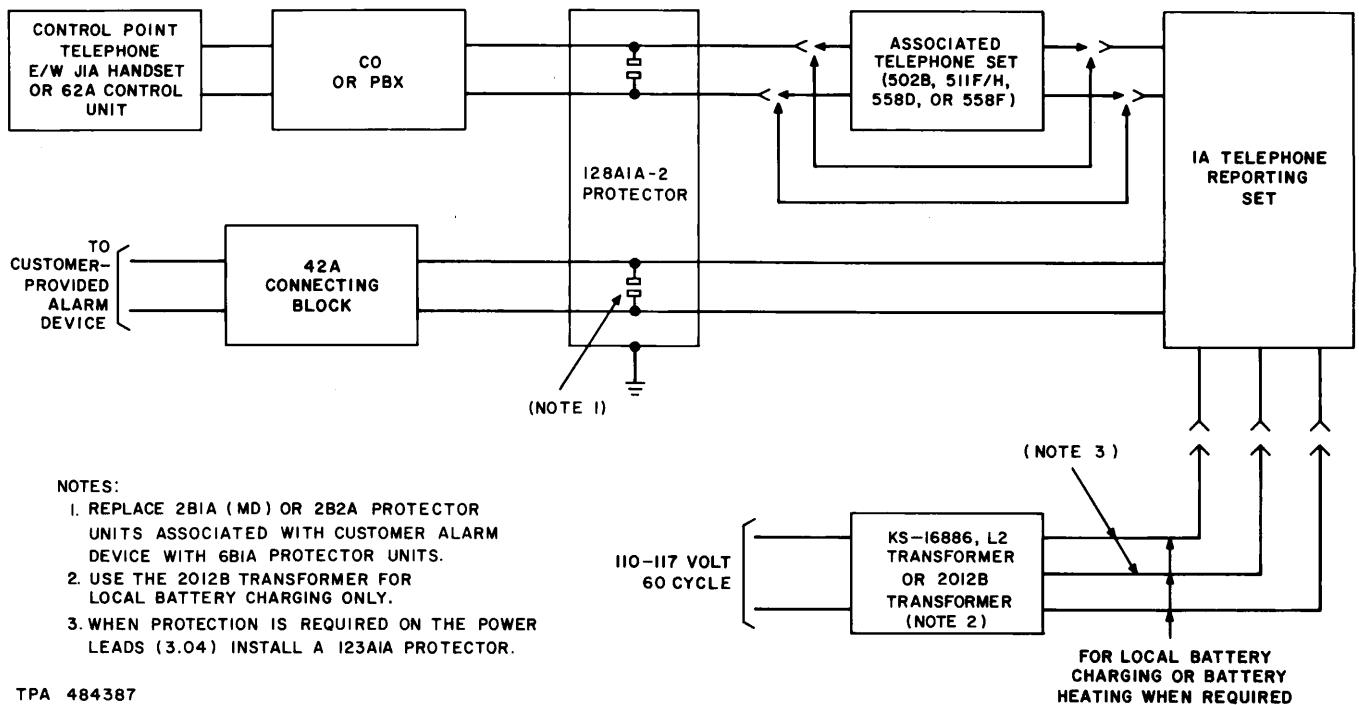 CONTROL POINT
TELEPHONE
E/W J1A HANDSET
OR 62A CONTROL
UNIT
CO
OR PBX
128A1A-2
PROTECTOR
ASSOCIATED
TELEPHONE SET
(502B, 511F/H,
558D, OR 558F)
1A TELEPHONE
REPORTING
SET
TO
CUSTOMER-
PROVIDED
ALARM
DEVICE
42A
CONNECTING
BLOCK
(NOTE 1)
NOTES:
1. REPLACE 2B1A (MD) OR 2B2A PROTECTOR
UNITS ASSOCIATED WITH CUSTOMER ALARM
DEVICE WITH 6B1A PROTECTOR UNITS.
2. USE THE 2012B TRANSFORMER FOR
LOCAL BATTERY CHARGING ONLY.
3. WHEN PROTECTION IS REQUIRED ON THE POWER
LEADS (3.04) INSTALL A 123A1A PROTECTOR.
(NOTE 3)
110-117 VOLT
60 CYCLE
KS-16886, L2
TRANSFORMER
OR 2012B
TRANSFORMER
(NOTE 2)
FOR LOCAL BATTERY
CHARGING OR BATTERY
HEATING WHEN REQUIRED
TPA 484387